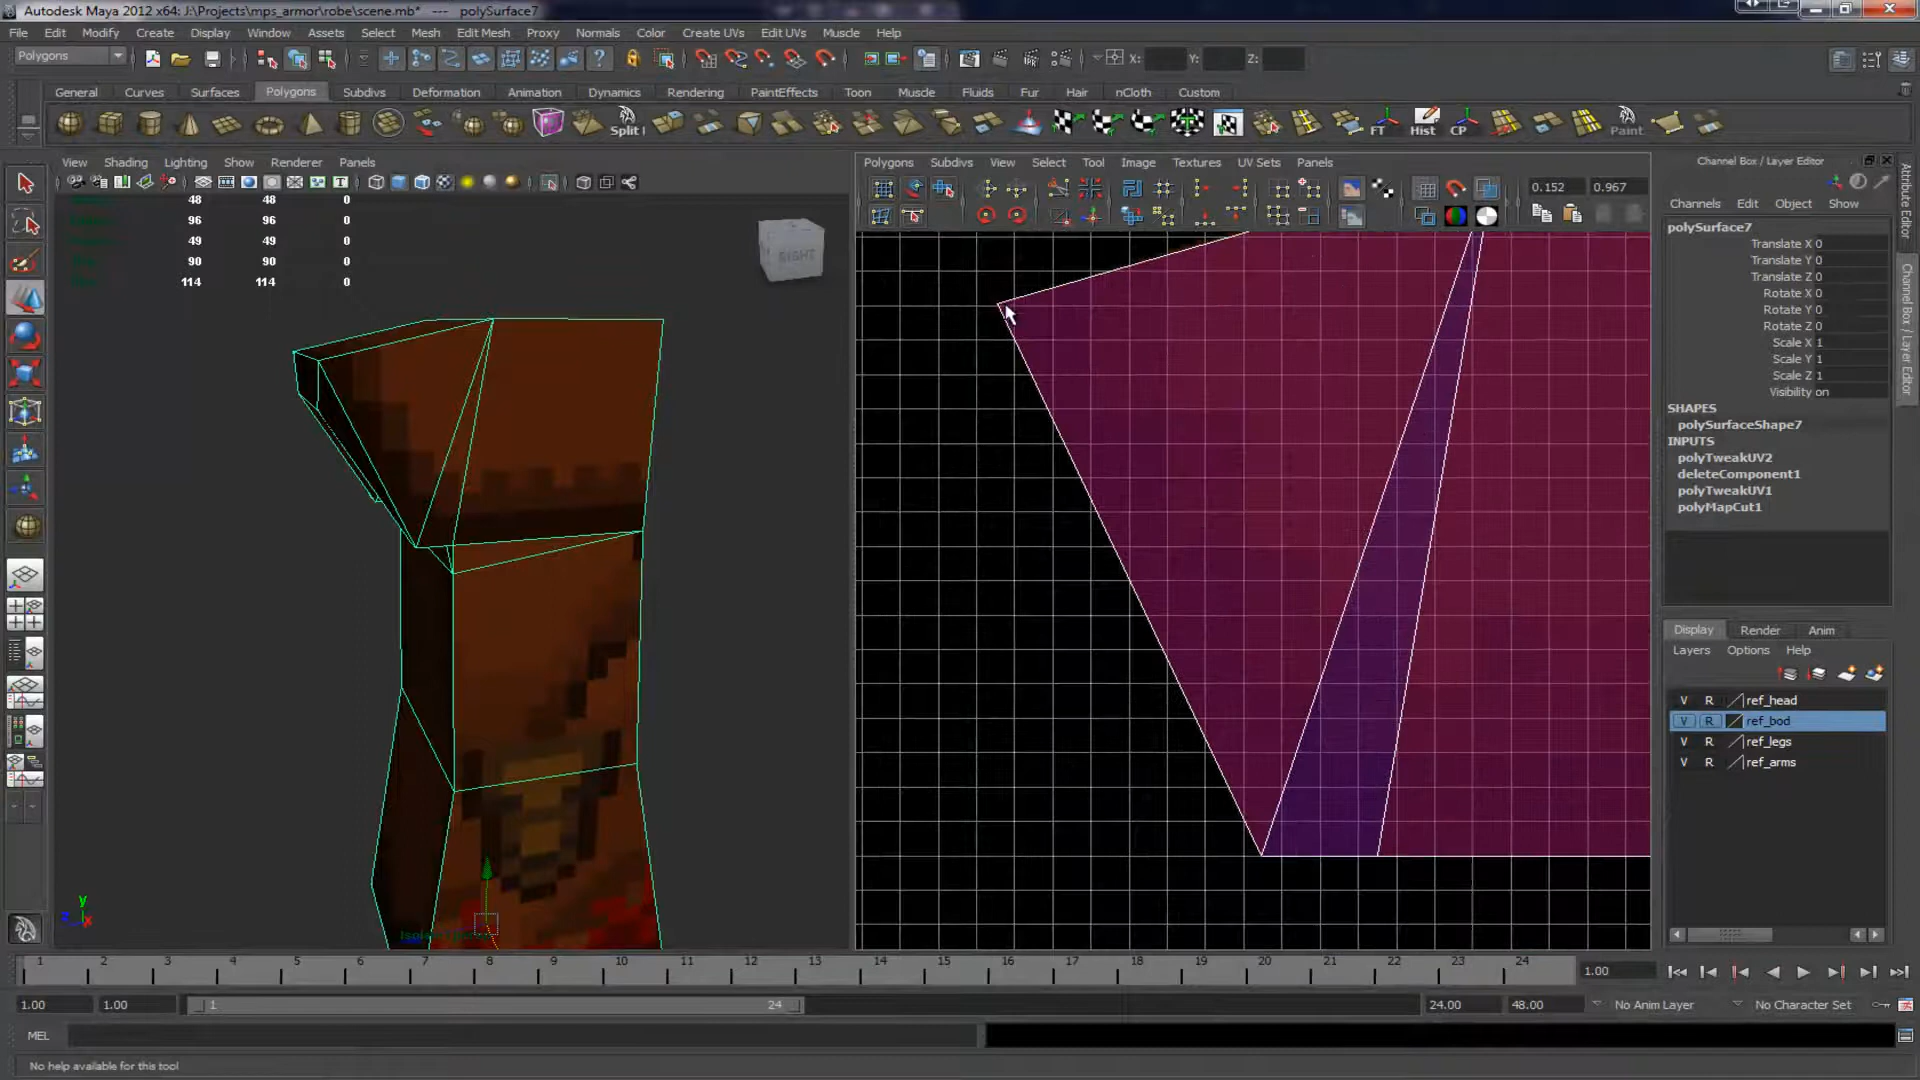 Autodesk Maya 2012 x64: J:\Projects\mps_armor\robe\scene.mb* --- polySurface7
File Edit Modify Create Display Window Assets Select Mesh Edit Mesh Proxy Normals Color Create UVs Edit UVs Muscle Help
Polygons X: Y: Z:
General Curves Surfaces Polygons Subdivs Deformation Animation Dynamics Rendering PaintEffects Toon Muscle Fluids Fur Hair nCloth Custom
Split FT Hist CP Paint
View Shading Lighting Show Renderer Panels
Polygons Subdivs View Select Tool Image Textures UV Sets Panels
0.152 0.967
48 48 0
96 96 0
49 49 0
90 90 0
114 114 0
RIGHT
y
z x
Channel Box / Layer Editor
Channels Edit Object Show
polySurface7
Translate X 0
Translate Y 0
Translate Z 0
Rotate X 0
Rotate Y 0
Rotate Z 0
Scale X 1
Scale Y 1
Scale Z 1
Visibility on
SHAPES
polySurfaceShape7
INPUTS
polyTweakUV2
deleteComponent1
polyTweakUV1
polyMapCut1
Attribute Editor
Channel Box / Layer Editor
Display Render Anim
Layers Options Help
V R ref_head
V R ref_bod
V R ref_legs
V R ref_arms
1 2 3 4 5 6 7 8 9 10 11 12 13 14 15 16 17 18 19 20 21 22 23 24 1.00
1.00 1.00 1 24 24.00 48.00 No Anim Layer No Character Set
MEL
No help available for this tool